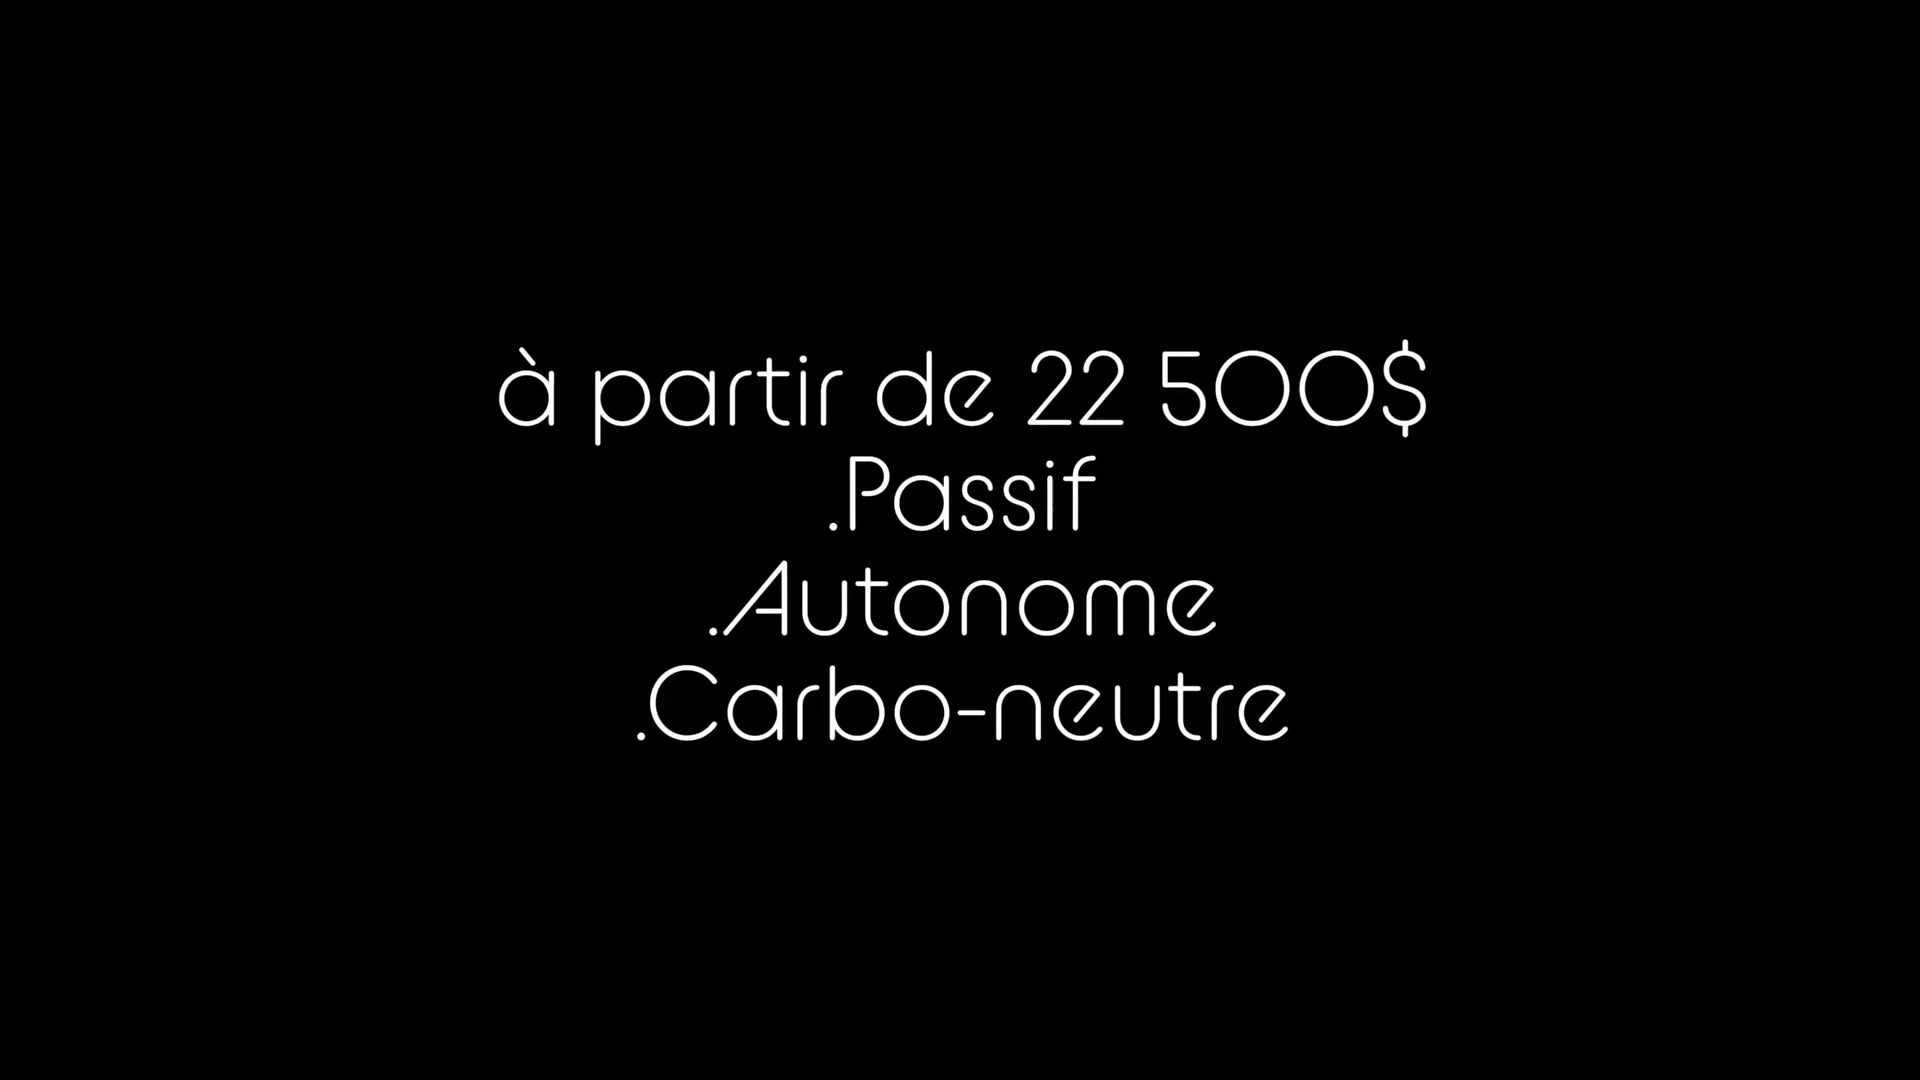 à partir de 22 500$
.Passif
.Autonome
.Carbo-neutre